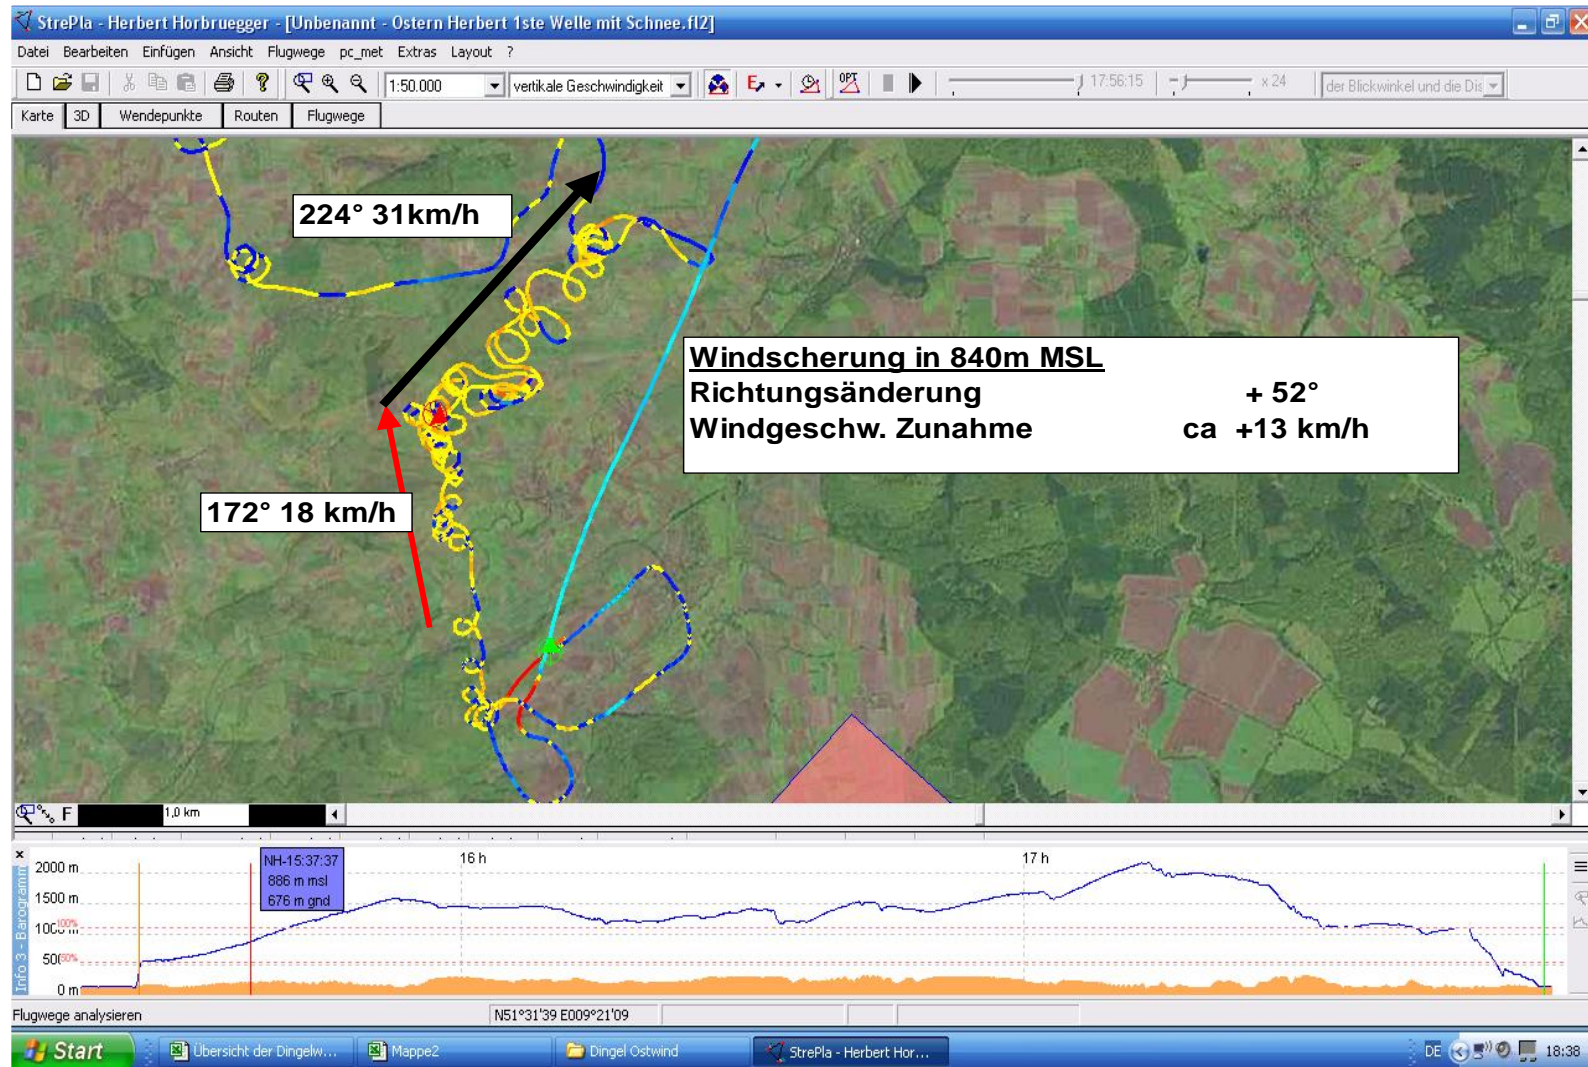 StrePla - Herbert Horbruegger - [Unbenannt - Ostern Herbert 1ste Welle mit Schnee.fl2]
Datei Bearbeiten Einfügen Ansicht Flugwege pc_met Extras Layout ?
1:50.000 vertikale Geschwindigkeit E OPT 17:56:15 x 24 der Blickwinkel und die Dis
Karte 3D Wendepunkte Routen Flugwege
224° 31km/h
Windscherung in 840m MSL
Richtungsänderung + 52°
Windgeschw. Zunahme ca +13 km/h
172° 18 km/h
F 1,0 km
Info 3 - Barogramm
16 h
17 h
NH-15:37:37
886 m msl
676 m gnd
2000 m
1500 m
100%
50%
0 m
Flugwege analysieren N51°31'39 E009°21'09
Start Übersicht der Dingelw... Mappe2 Dingel Ostwind StrePla - Herbert Hor... DE 18:38